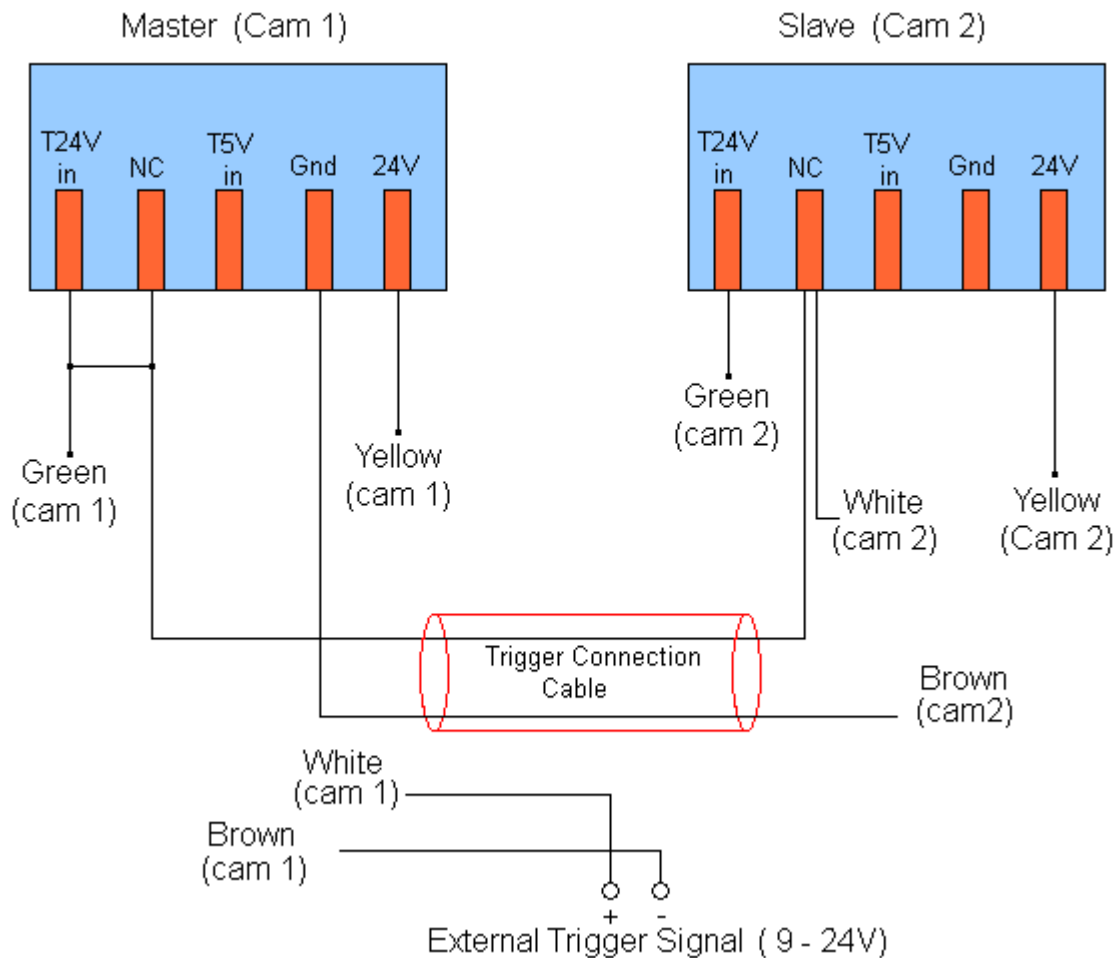 Master (Cam 1)
Slave (Cam 2)
T24V
in
NC
T5V
in
Gnd
24V
T24V
in
NC
T5V
in
Gnd
24V
Green
(cam 1)
Yellow
(cam 1)
Green
(cam 2)
White
(cam 2)
Yellow
(Cam 2)
Trigger Connection
Cable
Brown
(cam2)
White
(cam 1)
Brown
(cam 1)
+
-
External Trigger Signal ( 9 - 24V)